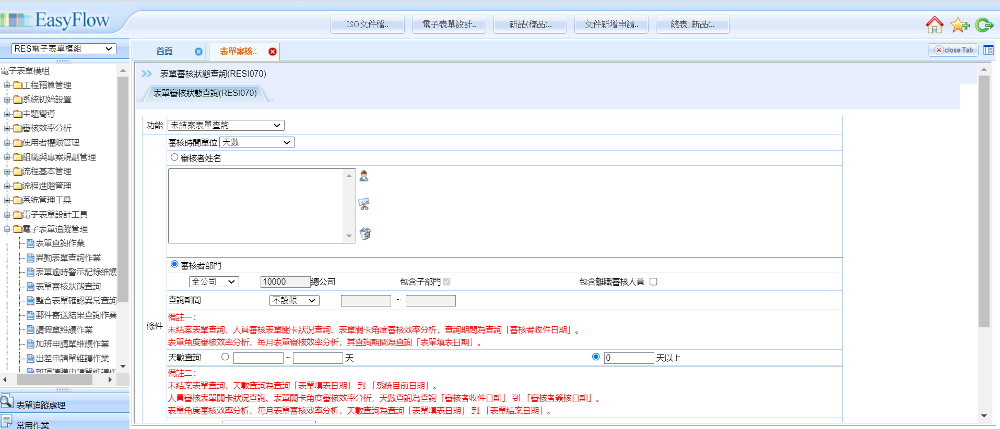 EasyFlow
ISO文件檔..
電子表單設計..
新品(樣品)..
文件新增申請..
總表_新品(..
RES電子表單模組
首頁
表單審核..
close Tab
電子表單模組
工程預算管理
系統初始設置
主題嚮導
審核效率分析
使用者權限管理
組織與專案規劃管理
流程基本管理
流程進階管理
系統管理工具
電子表單設計工具
電子表單追蹤管理
表單查詢作業
異動表單查詢作業
表單逾時警示記錄維護
表單審核狀態查詢
整合表單確認異常查詢
郵件寄送結果查詢作業
請假單維護作業
加班申請單維護作業
出差申請單維護作業
雜項請購申請單維護作
表單追蹤處理
常用作業
表單審核狀態查詢(RESI070)
表單審核狀態查詢(RESI070)
功能 未結案表單查詢
條件
審核時間單位 天數
審核者姓名
審核者部門
全公司 10000 總公司 包含子部門 包含離職審核人員
查詢期間 不設限 ~
備註一：
未結案表單查詢、人員審核表單關卡狀況查詢、表單關卡角度審核效率分析，查詢期間為查詢「審核者收件日期」。
表單角度審核效率分析、每月表單審核效率分析，其查詢期間為查詢「表單填表日期」。
天數查詢 ~ 天 0 天以上
備註二：
未結案表單查詢，天數查詢為查詢「表單填表日期」 到 「系統目前日期」。
人員審核表單關卡狀況查詢、表單關卡角度審核效率分析，天數查詢為查詢「審核者收件日期」 到 「審核者簽核日期」。
表單角度審核效率分析、每月表單審核效率分析，天數查詢為查詢「表單填表日期」 到 「表單結案日期」。